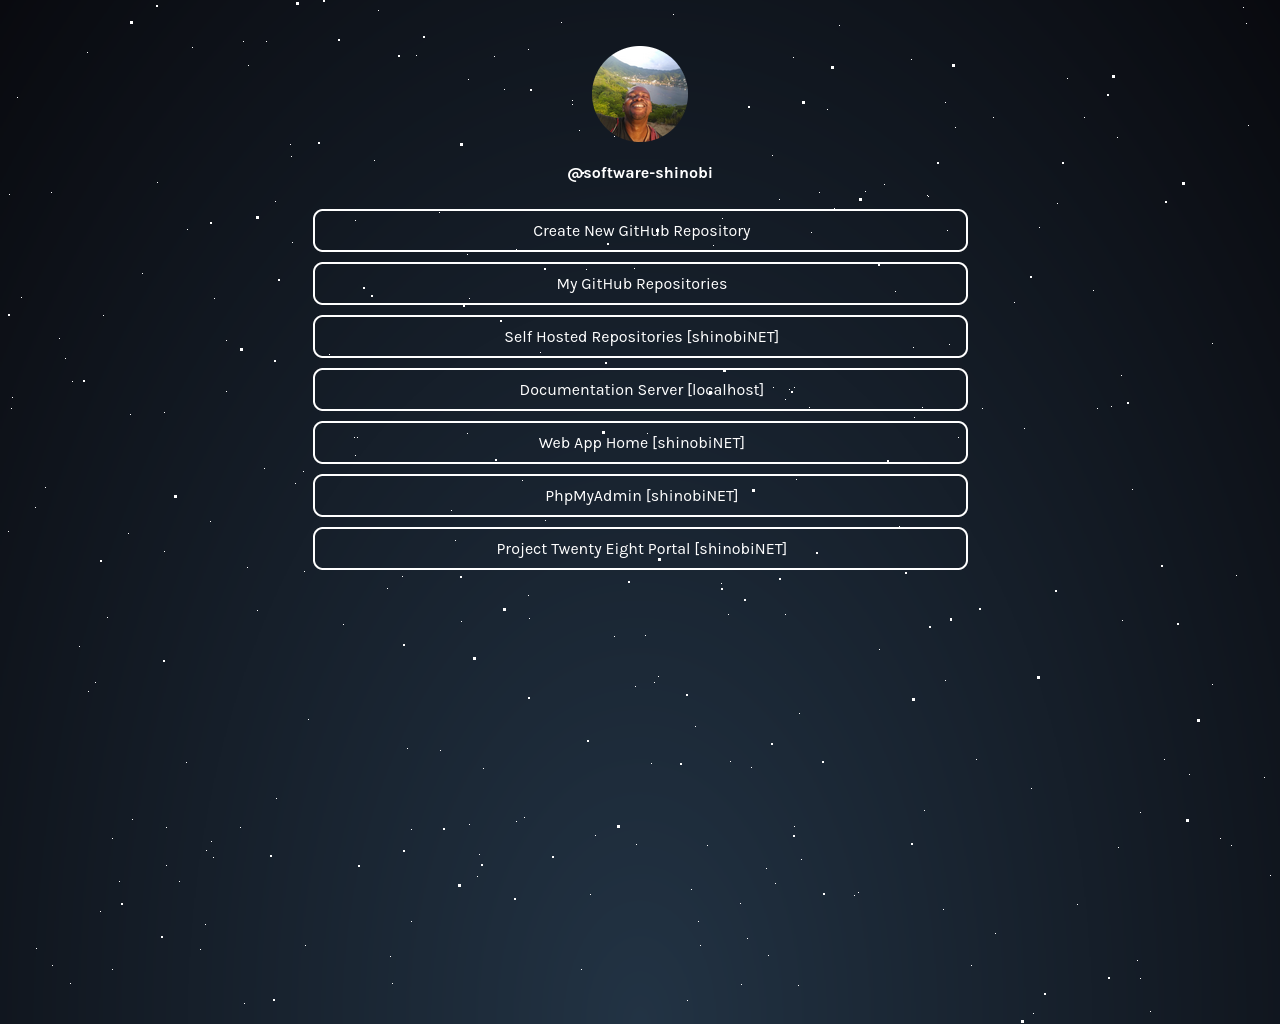 @software-shinobi
Create New GitHub Repository
My GitHub Repositories
Self Hosted Repositories [shinobiNET]
Documentation Server [localhost]
Web App Home [shinobiNET]
PhpMyAdmin [shinobiNET]
Project Twenty Eight Portal [shinobiNET]